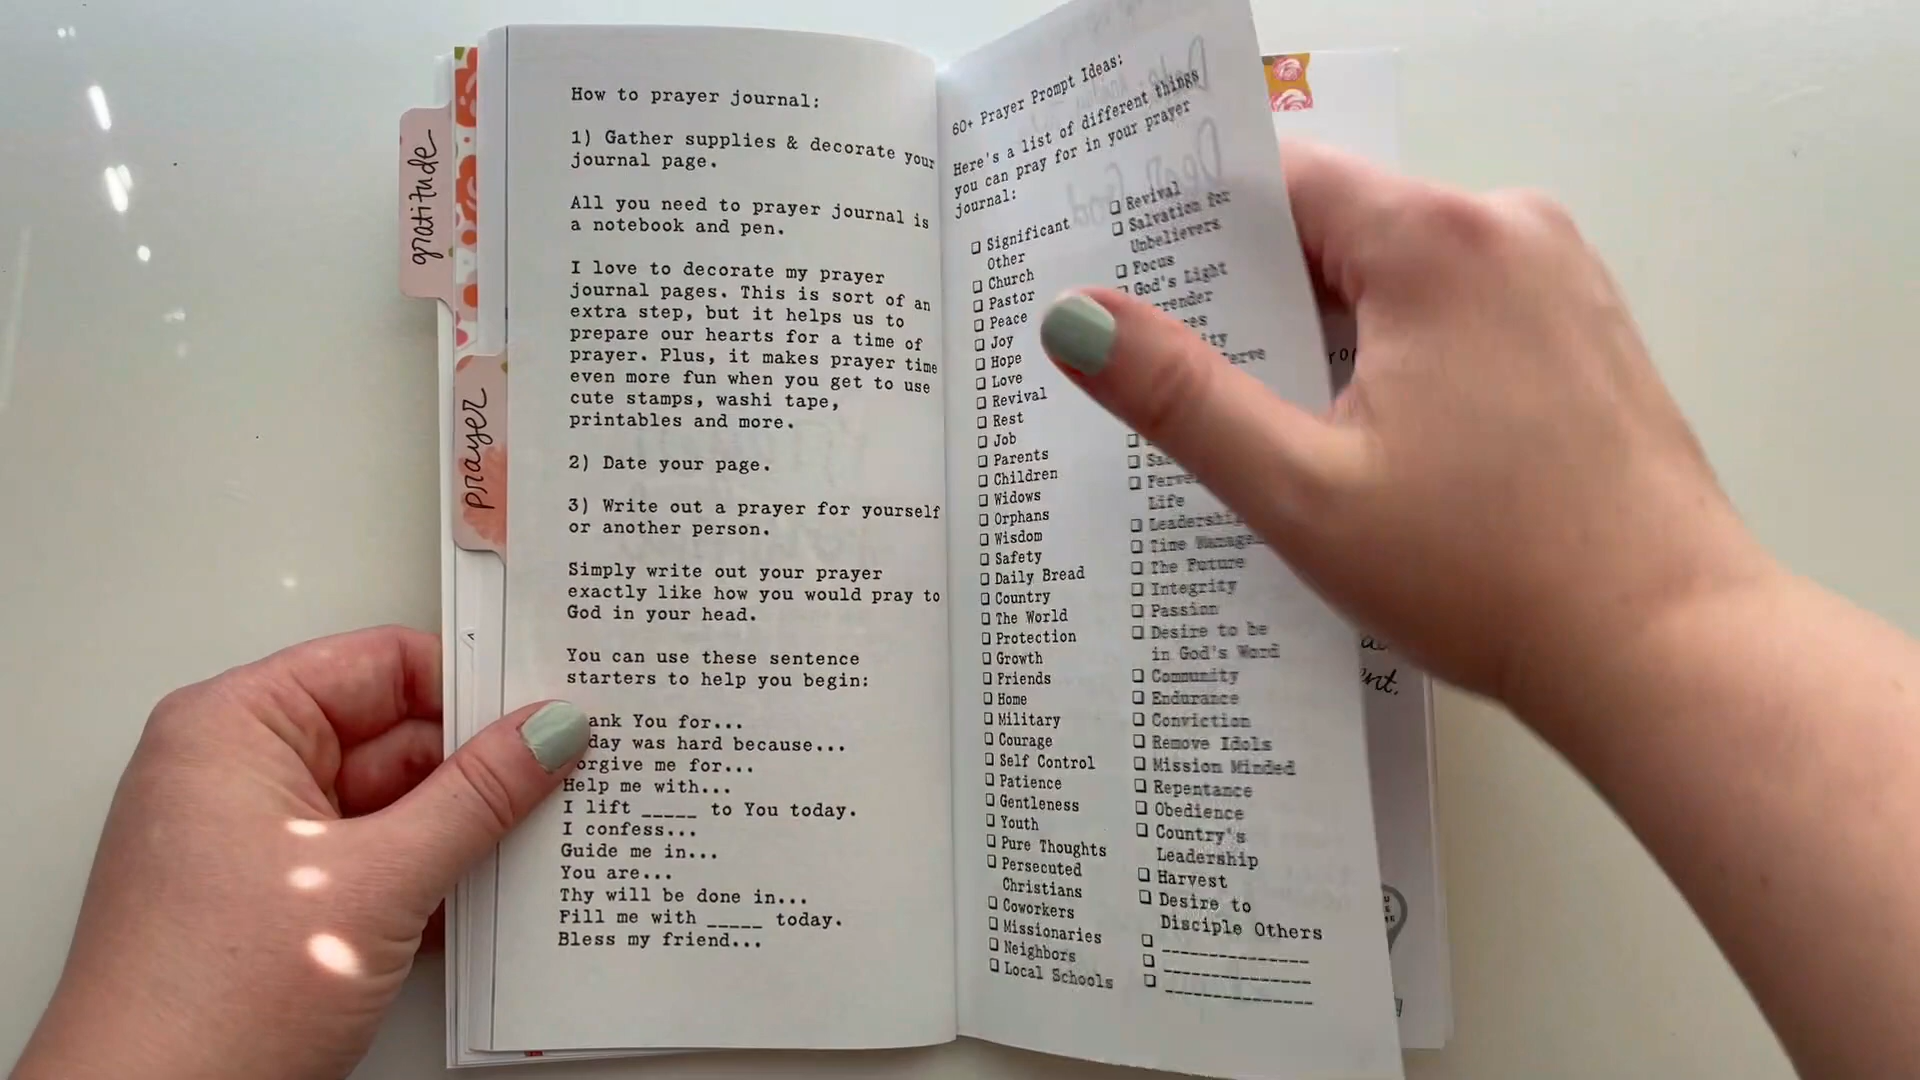 gratitude
prayer
How to prayer journal:
1) Gather supplies & decorate your
journal page.
All you need to prayer journal is
a notebook and pen.
I love to decorate my prayer
journal pages. This is sort of an
extra step, but it helps us to
prepare our hearts for a time of
prayer. Plus, it makes prayer time
even more fun when you get to use
cute stamps, washi tape,
printables and more.
2) Date your page.
3) Write out a prayer for yourself
or another person.
Simply write out your prayer
exactly like how you would pray to
God in your head.
You can use these sentence
starters to help you begin:
ank You for...
day was hard because...
orgive me for...
Help me with...
I lift _____ to You today.
I confess...
Guide me in...
You are...
Thy will be done in...
Fill me with _____ today.
Bless my friend...
60+ Prayer Prompt Ideas:
Here's a list of different things
you can pray for in your prayer
journal:
Significant
Other
Church
Pastor
Peace
Joy
Hope
Love
Revival
Rest
Job
Parents
Children
Widows
Orphans
Wisdom
Safety
Daily Bread
Country
The World
Protection
Growth
Friends
Home
Military
Courage
Self Control
Patience
Gentleness
Youth
Pure Thoughts
Persecuted
Christians
Coworkers
Missionaries
Neighbors
Local Schools
Revival
Salvation for
Unbelievers
Focus
God's Light
Life
The Future
Integrity
Passion
Desire to be
in God's Word
Community
Endurance
Conviction
Remove Idols
Mission Minded
Repentance
Obedience
Country's
Leadership
Harvest
Desire to
Disciple Others